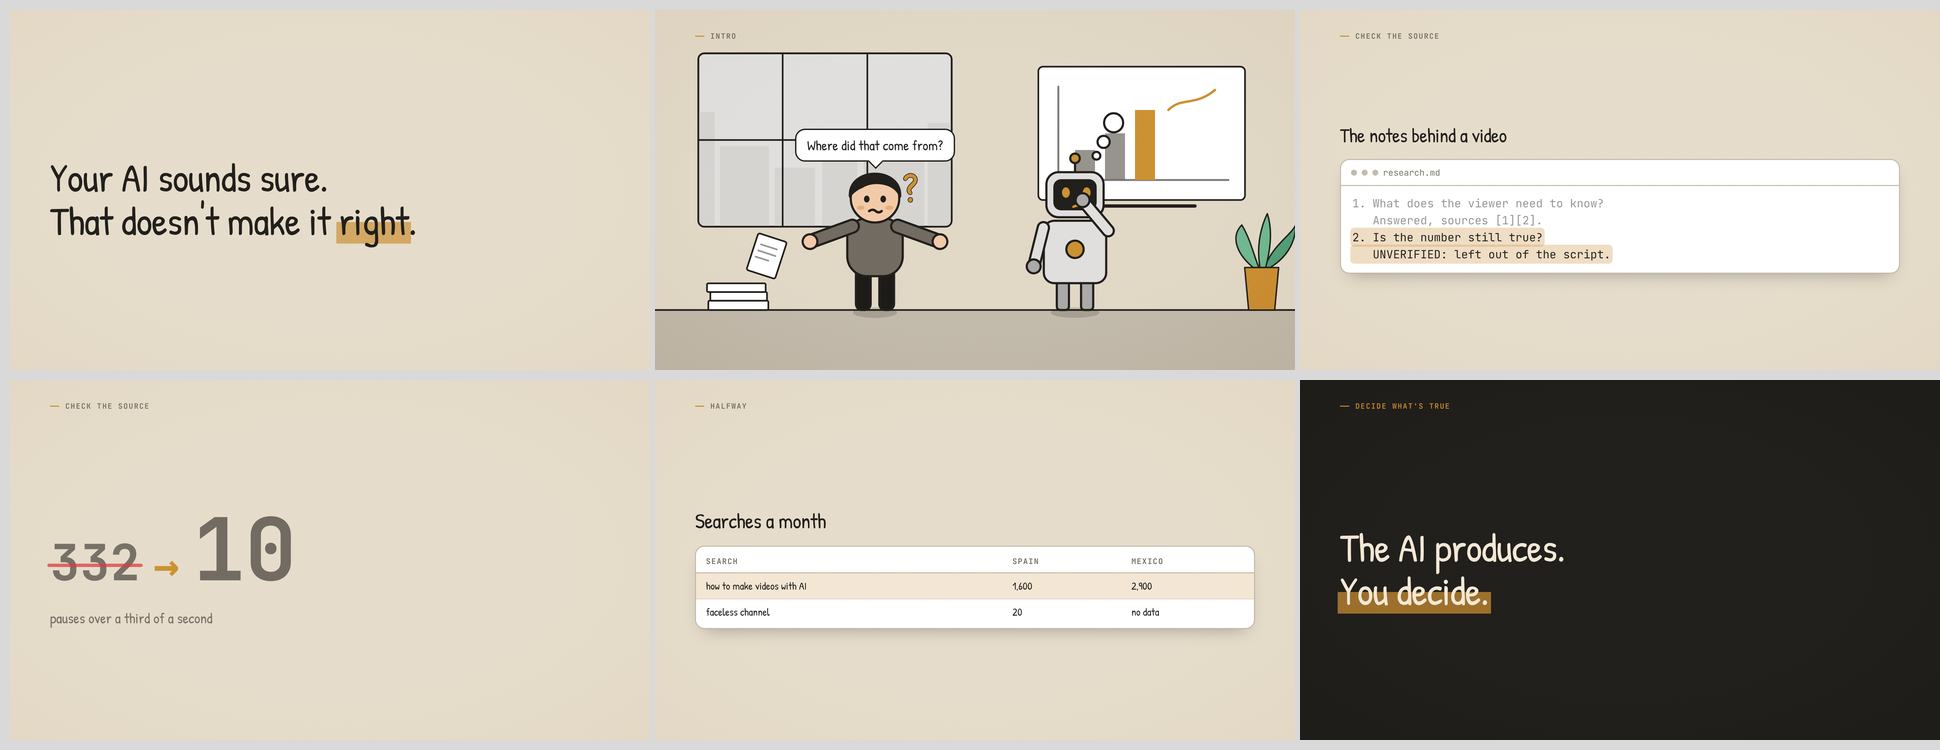 Your AI sounds sure.
That doesn't make it right.
INTRO
Where did that come from?
?
CHECK THE SOURCE
The notes behind a video
research.md
1. What does the viewer need to know?
Answered, sources [1][2].
2. Is the number still true?
UNVERIFIED: left out of the script.
CHECK THE SOURCE
332 → 10
pauses over a third of a second
HALFWAY
Searches a month
SEARCH SPAIN MEXICO
how to make videos with AI 1,600 2,900
faceless channel 20 no data
DECIDE WHAT'S TRUE
The AI produces.
You decide.